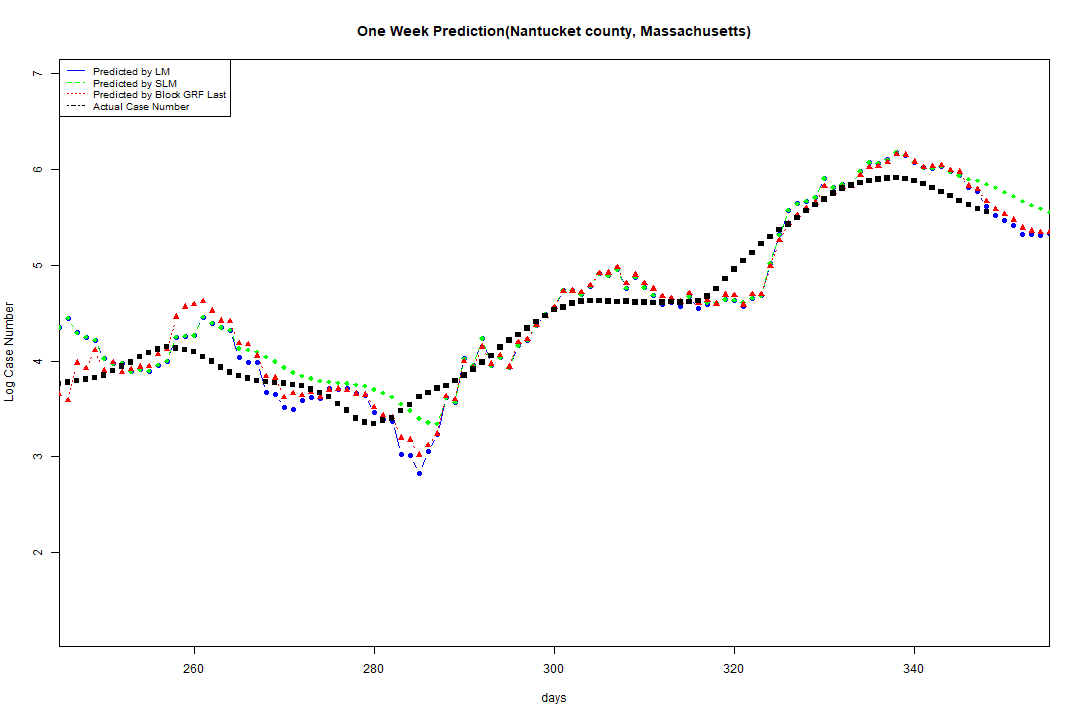 One Week Prediction(Nantucket county, Massachusetts)
Predicted by LM
Predicted by SLM
Predicted by Block GRF Last
Actual Case Number
7
6
5
4
3
2
Log Case Number
260 280 300 320 340
days